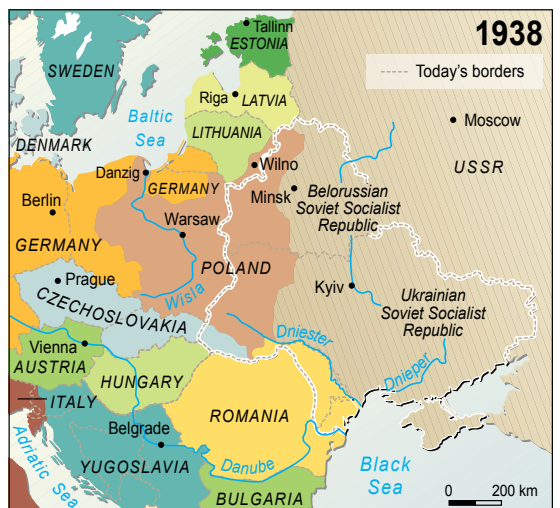 1938
Today's borders
Tallinn
ESTONIA
SWEDEN
Riga
LATVIA
Baltic
Sea
Moscow
LITHUANIA
USSR
DENMARK
Wilno
Danzig
GERMANY
Minsk
Belorussian
Soviet Socialist
Republic
Berlin
Warsaw
GERMANY
POLAND
Prague
Wisla
Kyiv
Ukrainian
Soviet Socialist
Republic
CZECHOSLOVAKIA
Dniester
Dnieper
Vienna
AUSTRIA
HUNGARY
ITALY
ROMANIA
Belgrade
Adriatic Sea
YUGOSLAVIA
Danube
Black
Sea
BULGARIA
0 200 km